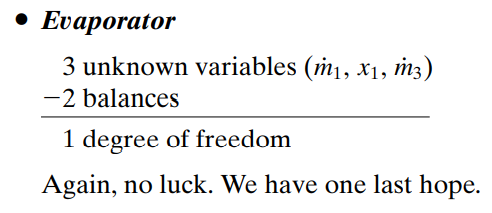 • Evaporator
3 unknown variables (ṁ₁, x₁, ṁ₃)
−2 balances
1 degree of freedom
Again, no luck. We have one last hope.